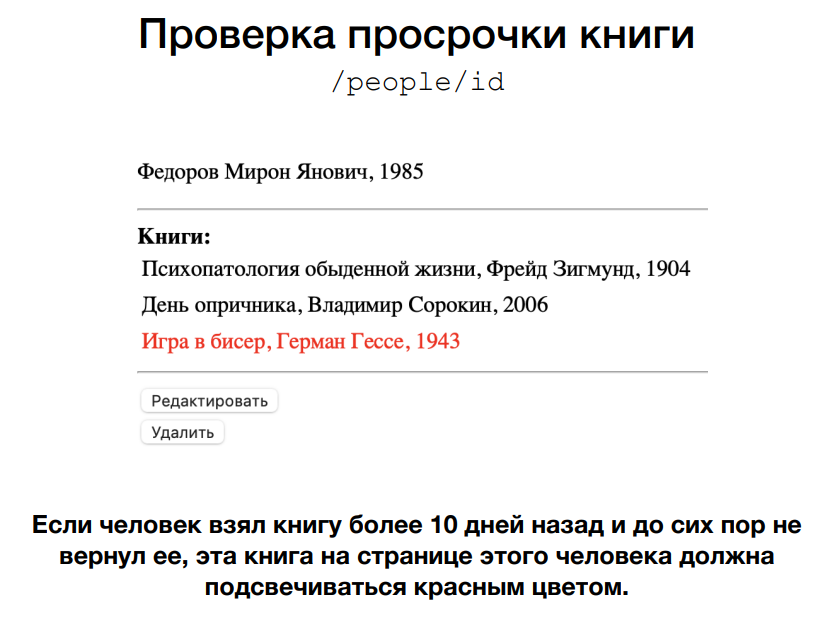 Проверка просрочки книги
/people/id
Федоров Мирон Янович, 1985
Книги:
Психопатология обыденной жизни, Фрейд Зигмунд, 1904
День опричника, Владимир Сорокин, 2006
Игра в бисер, Герман Гессе, 1943
Редактировать
Удалить
Если человек взял книгу более 10 дней назад и до сих пор не
вернул ее, эта книга на странице этого человека должна
подсвечиваться красным цветом.